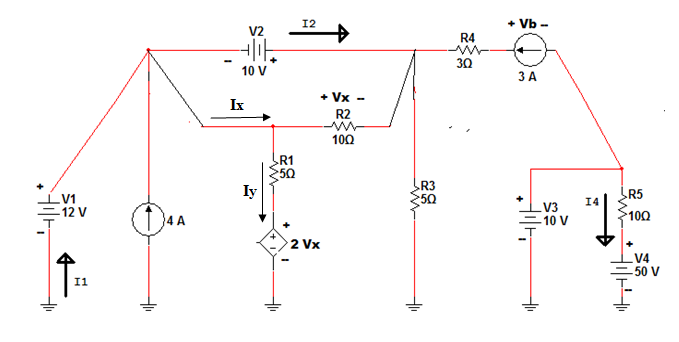 V2
I2
+ Vb --
R4
-- +
10 V
3Ω
3 A
Ix
+ Vx --
R2
10Ω
R1
5Ω
Iy
R3
5Ω
+
V1
12 V
--
4 A
+
+
--
2 Vx
--
+
V3
10 V
--
I4
R5
10Ω
+
V4
50 V
--
I1